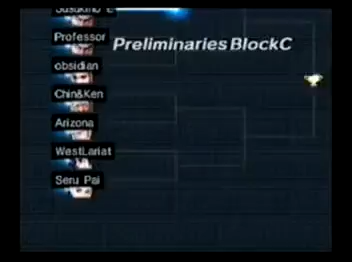 Professor
Preliminaries BlockC
obsidian
Chin&Ken
Arizona
WestLariat
Seru Pai